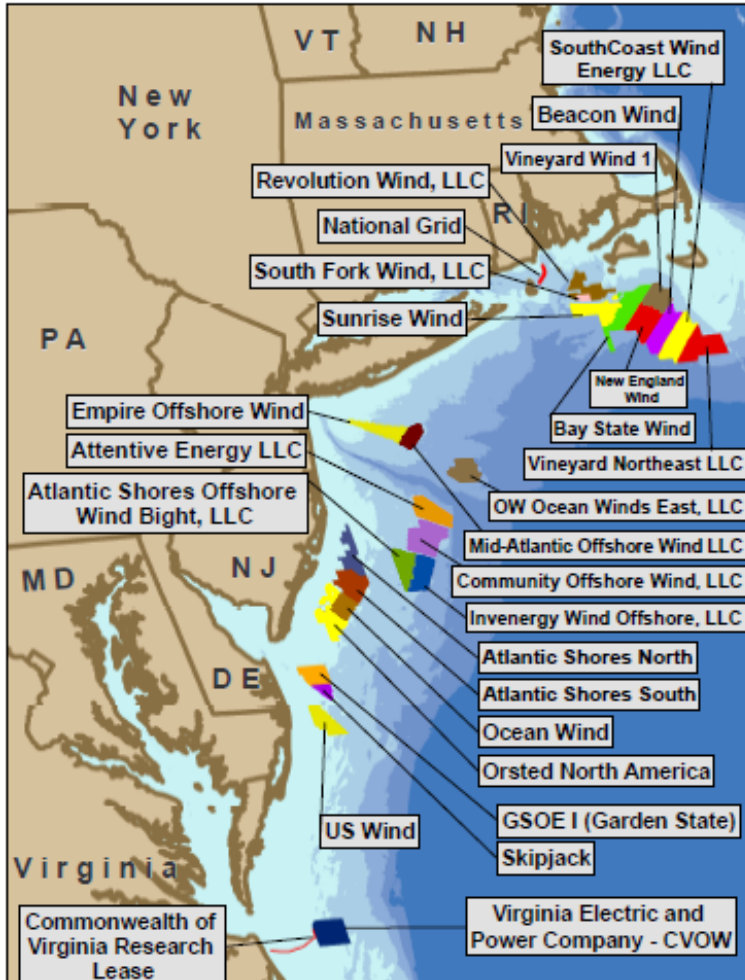 VT
NH
SouthCoast Wind
Energy LLC
New
York
Massachusetts
Beacon Wind
Vineyard Wind 1
Revolution Wind, LLC
RI
National Grid
South Fork Wind, LLC
Sunrise Wind
PA
New England
Wind
Empire Offshore Wind
Bay State Wind
Attentive Energy LLC
Vineyard Northeast LLC
Atlantic Shores Offshore
Wind Bight, LLC
OW Ocean Winds East, LLC
Mid-Atlantic Offshore Wind LLC
MD
NJ
Community Offshore Wind, LLC
Invenergy Wind Offshore, LLC
Atlantic Shores North
DE
Atlantic Shores South
Ocean Wind
Orsted North America
US Wind
GSOE I (Garden State)
Skipjack
Virginia
Commonwealth of
Virginia Research
Lease
Virginia Electric and
Power Company - CVOW